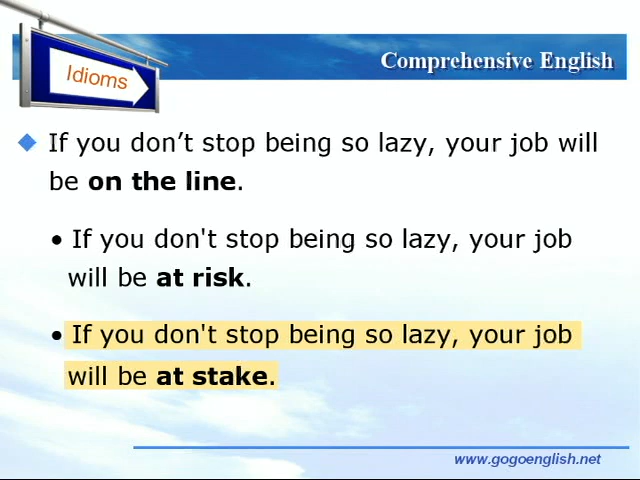 Idioms
Comprehensive English
If you don’t stop being so lazy, your job will
be on the line.
• If you don't stop being so lazy, your job
will be at risk.
• If you don't stop being so lazy, your job
will be at stake.
www.gogoenglish.net